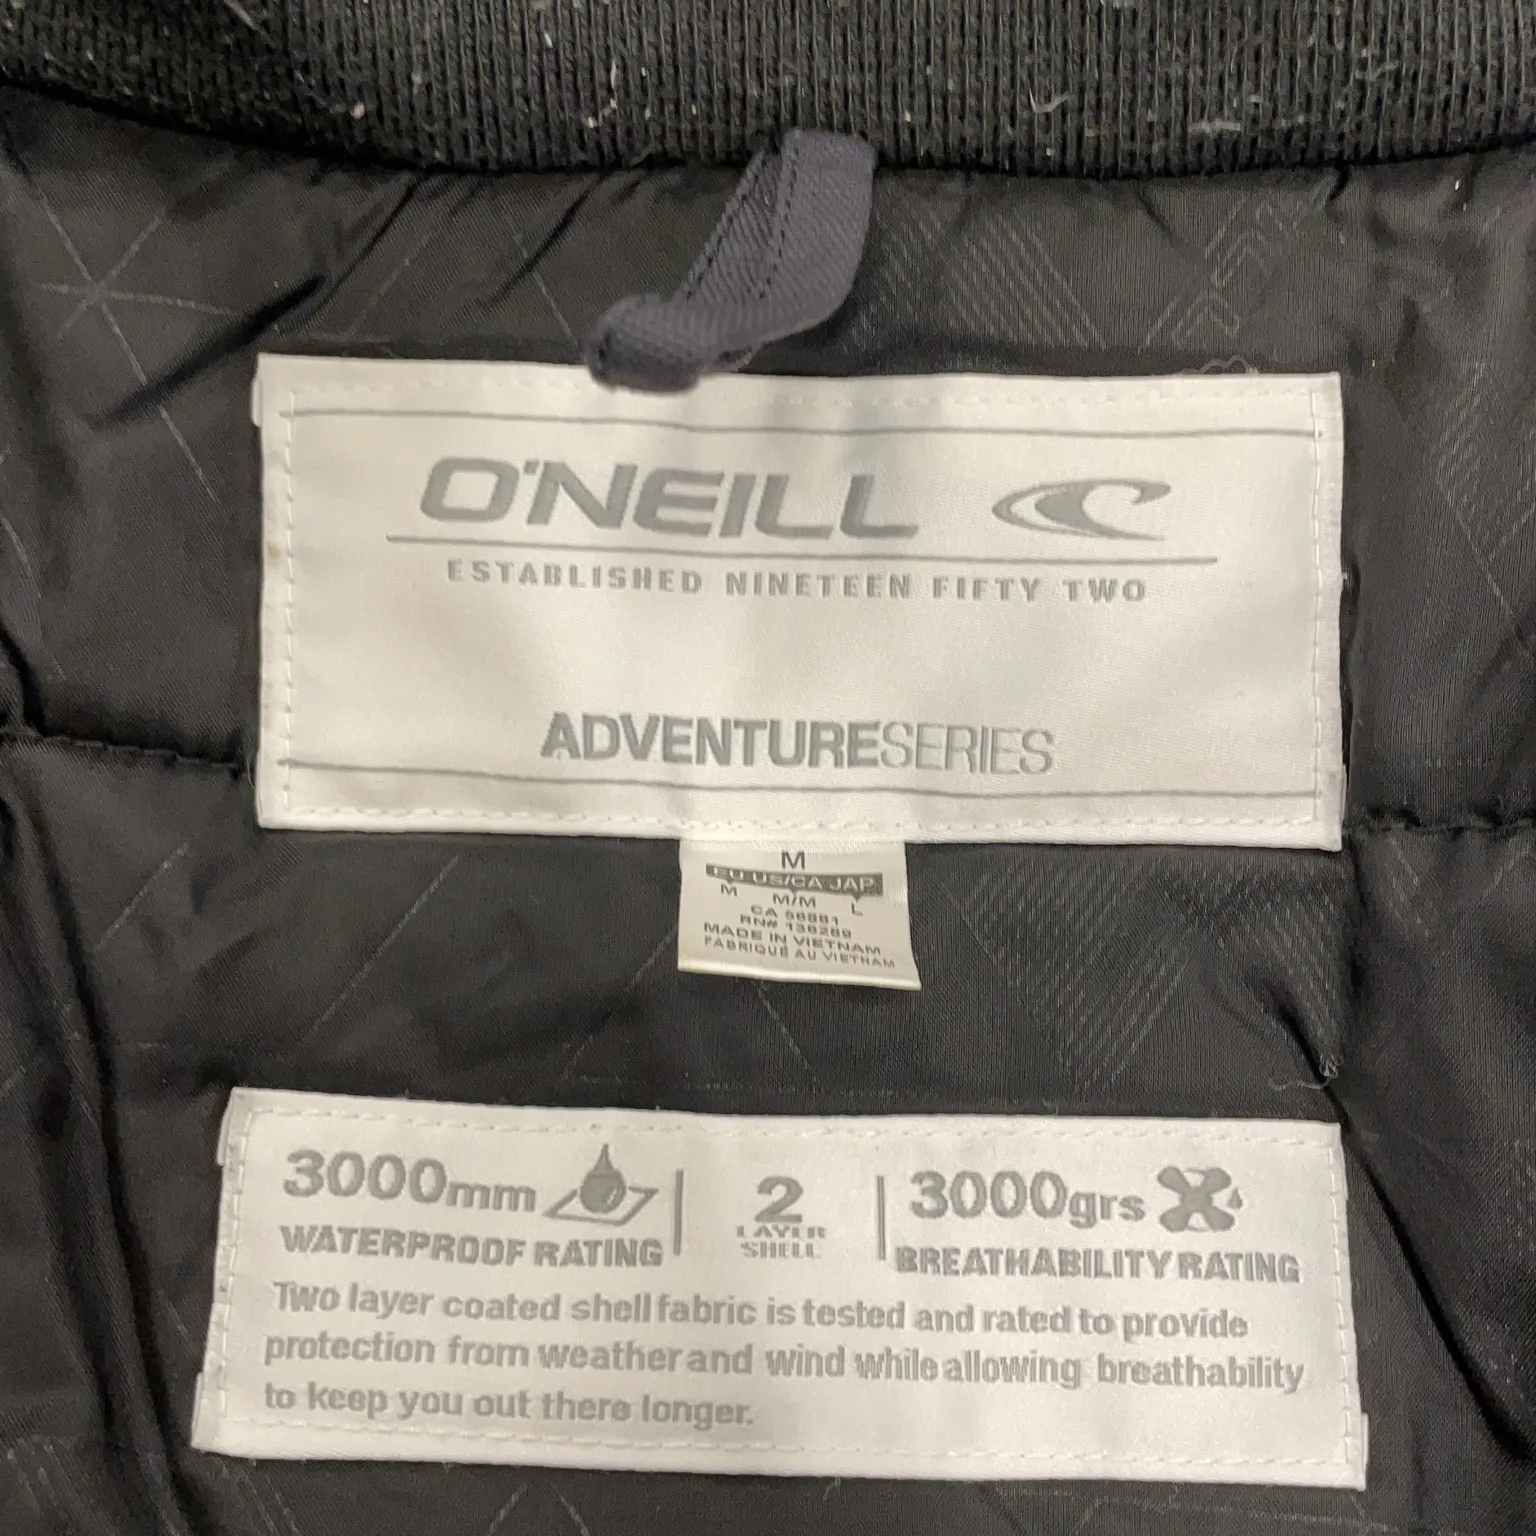 O'NEILL
ESTABLISHED NINETEEN FIFTY TWO
ADVENTURESERIES
M
EU US/CA JAP
M M/M L
CA 56881
RN# 136289
MADE IN VIETNAM
FABRIQUÉ AU VIETNAM
3000mm
WATERPROOF RATING
2
LAYER
SHELL
3000grs
BREATHABILITY RATING
Two layer coated shell fabric is tested and rated to provide
protection from weather and wind while allowing breathability
to keep you out there longer.